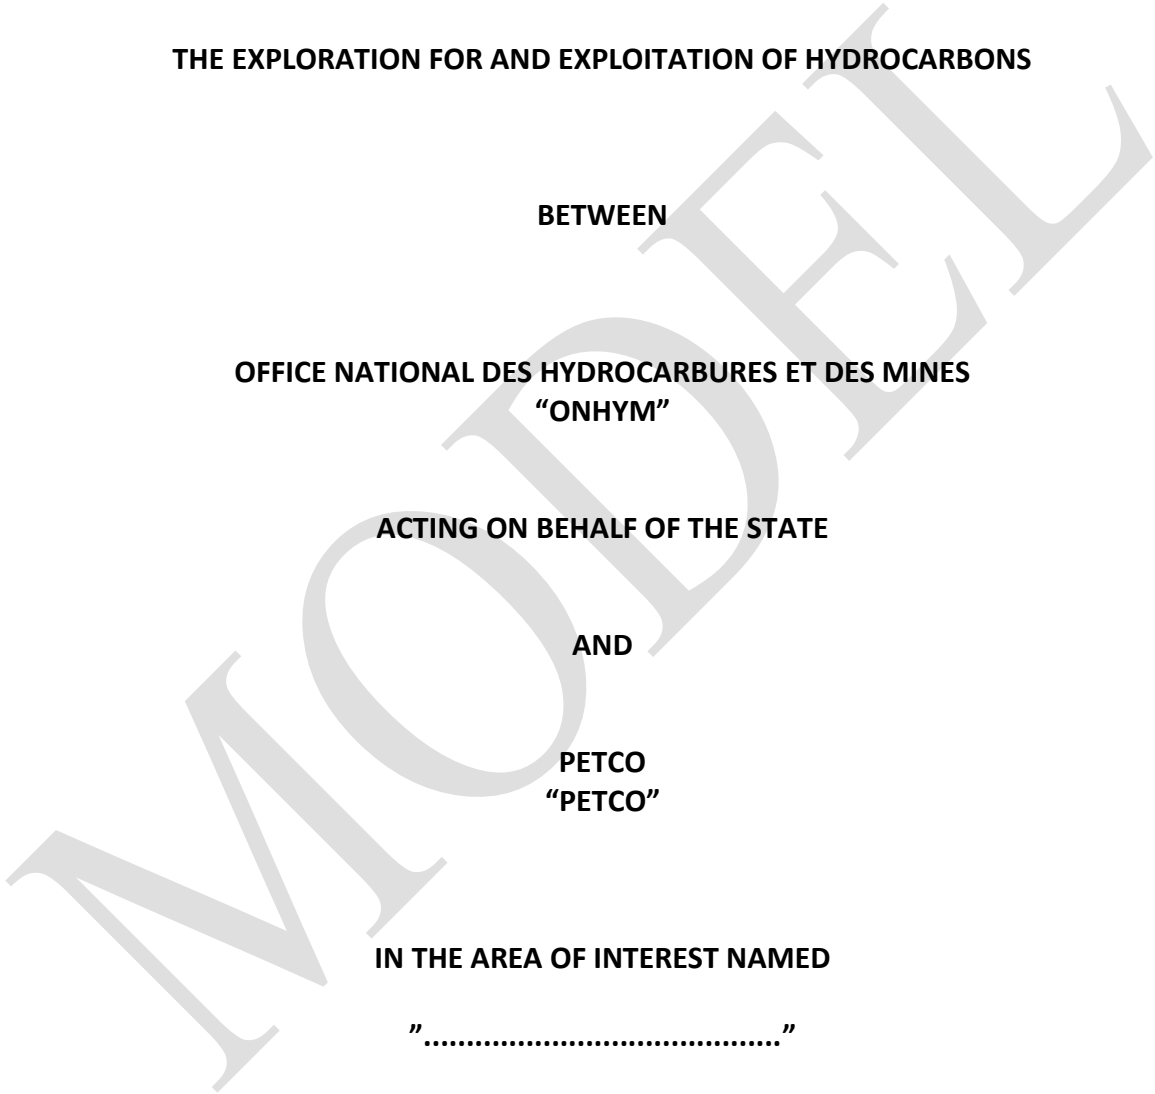 THE EXPLORATION FOR AND EXPLOITATION OF HYDROCARBONS
BETWEEN
OFFICE NATIONAL DES HYDROCARBURES ET DES MINES
“ONHYM”
ACTING ON BEHALF OF THE STATE
AND
PETCO
“PETCO”
IN THE AREA OF INTEREST NAMED
”..........................................”
MODEL